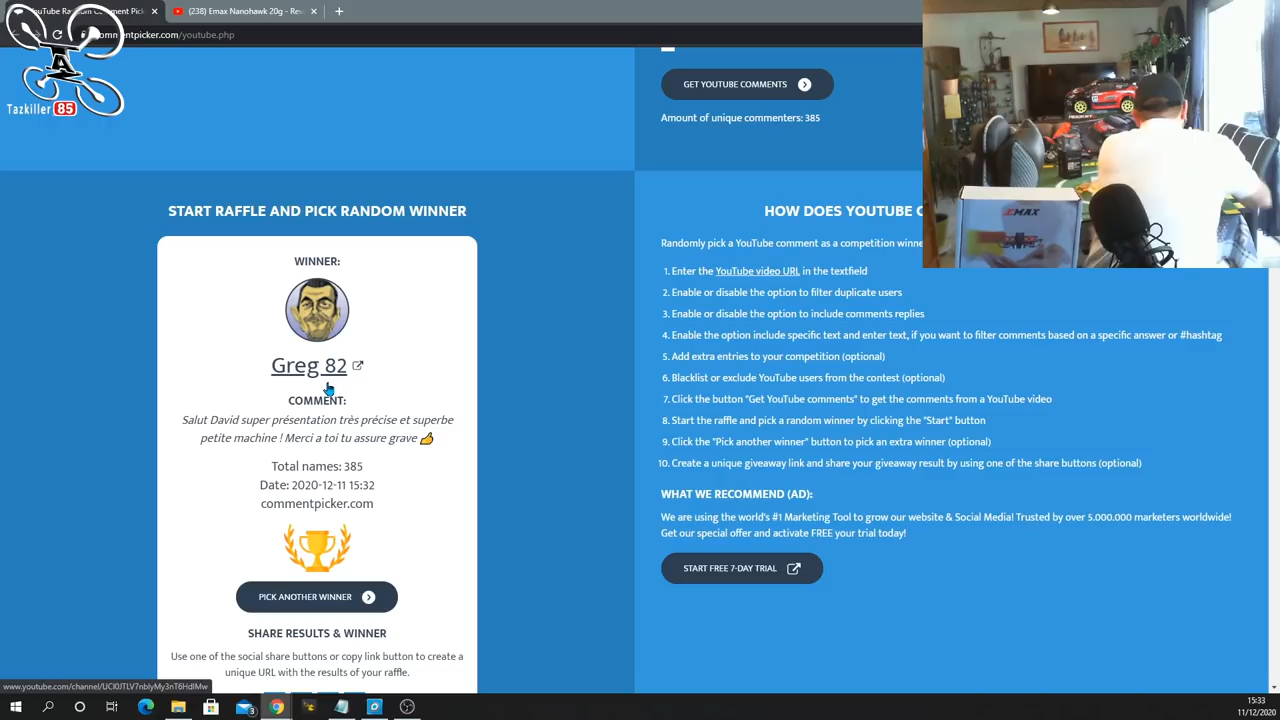 YouTube Random Comment Pick
(238) Emax Nanohawk 20g - Rev
commentpicker.com/youtube.php
Tazkiller 85
GET YOUTUBE COMMENTS
Amount of unique commenters: 385
START RAFFLE AND PICK RANDOM WINNER
WINNER:
Greg 82
COMMENT:
Salut David super présentation très précise et superbe
petite machine ! Merci a toi tu assure grave 👍
Total names: 385
Date: 2020-12-11 15:32
commentpicker.com
PICK ANOTHER WINNER
SHARE RESULTS & WINNER
Use one of the social share buttons or copy link button to create a
unique URL with the results of your raffle.
HOW DOES YOUTUBE C
Randomly pick a YouTube comment as a competition winne
1. Enter the YouTube video URL in the textfield
2. Enable or disable the option to filter duplicate users
3. Enable or disable the option to include comments replies
4. Enable the option include specific text and enter text, if you want to filter comments based on a specific answer or #hashtag
5. Add extra entries to your competition (optional)
6. Blacklist or exclude YouTube users from the contest (optional)
7. Click the button "Get YouTube comments" to get the comments from a YouTube video
8. Start the raffle and pick a random winner by clicking the "Start" button
9. Click the "Pick another winner" button to pick an extra winner (optional)
10. Create a unique giveaway link and share your giveaway result by using one of the share buttons (optional)
WHAT WE RECOMMEND (AD):
We are using the world's #1 Marketing Tool to grow our website & Social Media! Trusted by over 5.000.000 marketers worldwide!
Get our special offer and activate FREE your trial today!
START FREE 7-DAY TRIAL
EMAX
3
15:33
11/12/2020